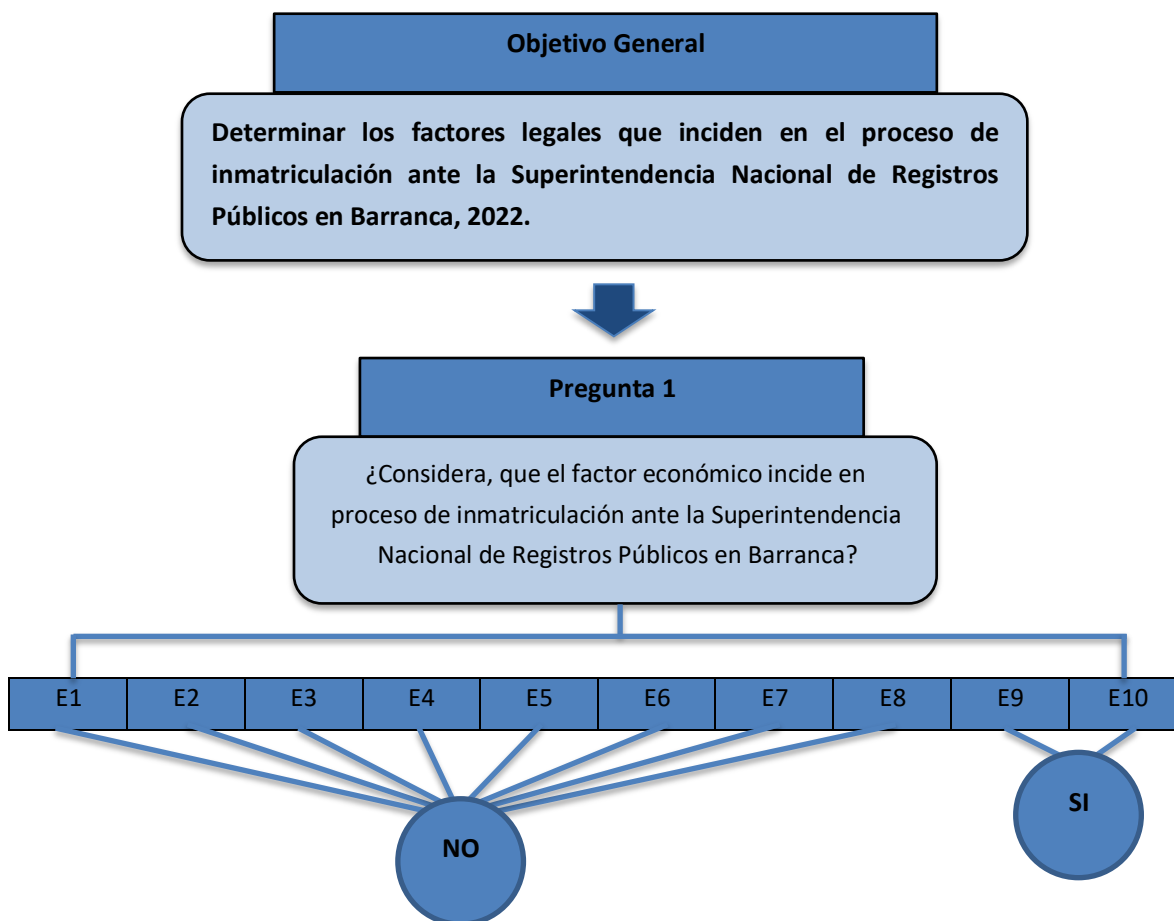 Objetivo General
Determinar los factores legales que inciden en el proceso de
inmatriculación ante la Superintendencia Nacional de Registros
Públicos en Barranca, 2022.
Pregunta 1
¿Considera, que el factor económico incide en
proceso de inmatriculación ante la Superintendencia
Nacional de Registros Públicos en Barranca?
E1 E2 E3 E4 E5 E6 E7 E8 E9 E10
NO
SI